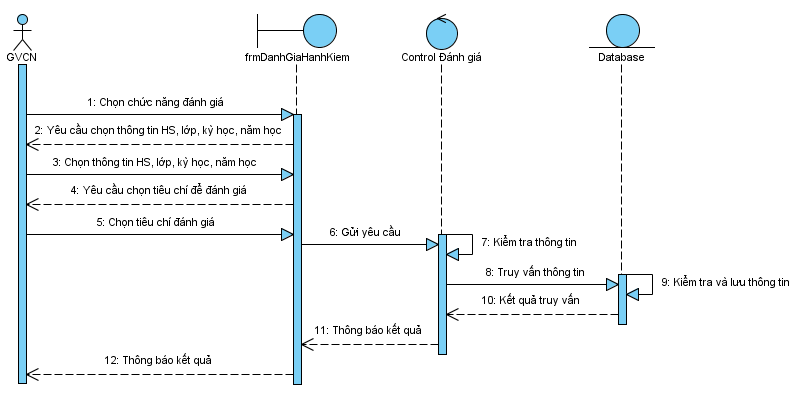 GVCN
frmDanhGiaHanhKiem
Control Đánh giá
Database
1: Chọn chức năng đánh giá
2: Yêu cầu chọn thông tin HS, lớp, kỳ học, năm học
3: Chọn thông tin HS, lớp, kỳ học, năm học
4: Yêu cầu chọn tiêu chí để đánh giá
5: Chọn tiêu chí đánh giá
6: Gửi yêu cầu
7: Kiểm tra thông tin
8: Truy vấn thông tin
9: Kiểm tra và lưu thông tin
10: Kết quả truy vấn
11: Thông báo kết quả
12: Thông báo kết quả